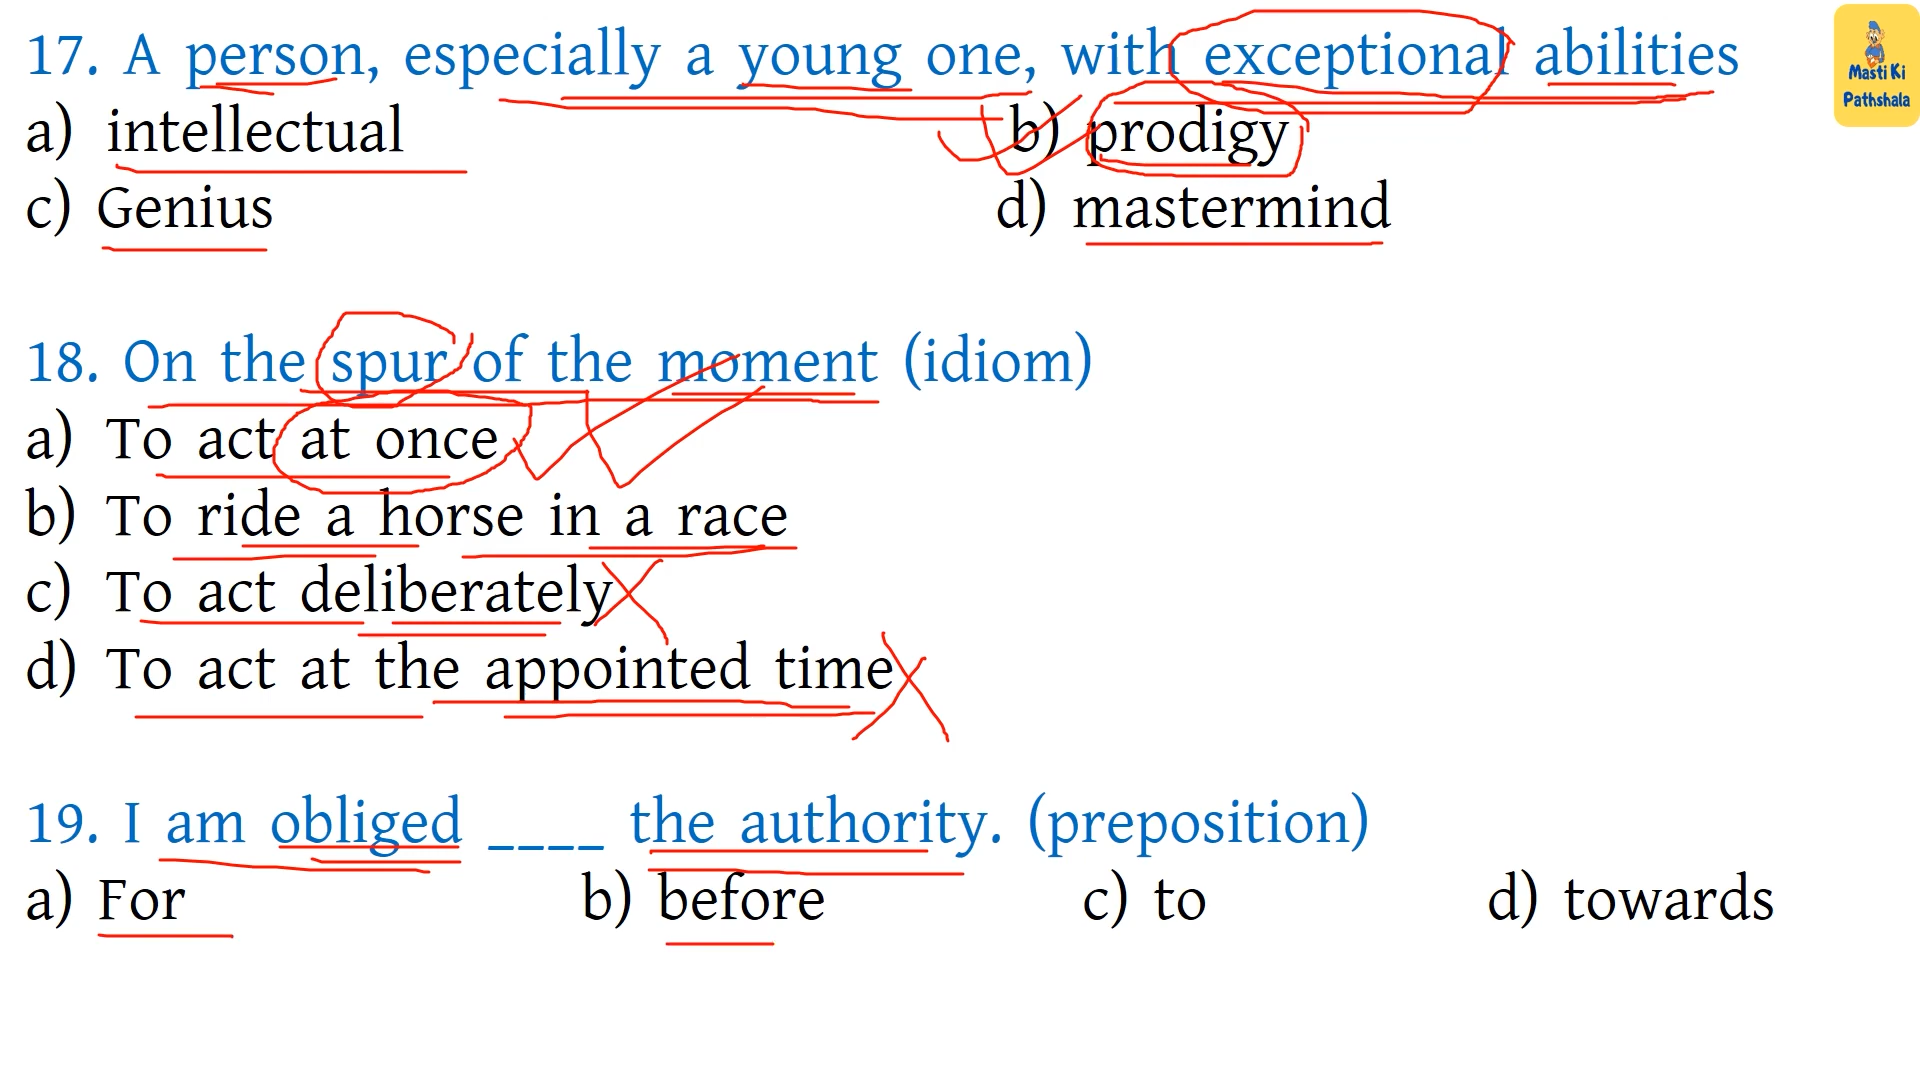 17. A person, especially a young one, with exceptional abilities
a) intellectual b) prodigy
c) Genius d) mastermind
18. On the spur of the moment (idiom)
a) To act at once
b) To ride a horse in a race
c) To act deliberately
d) To act at the appointed time
19. I am obliged ____ the authority. (preposition)
a) For b) before c) to d) towards
Masti Ki
Pathshala